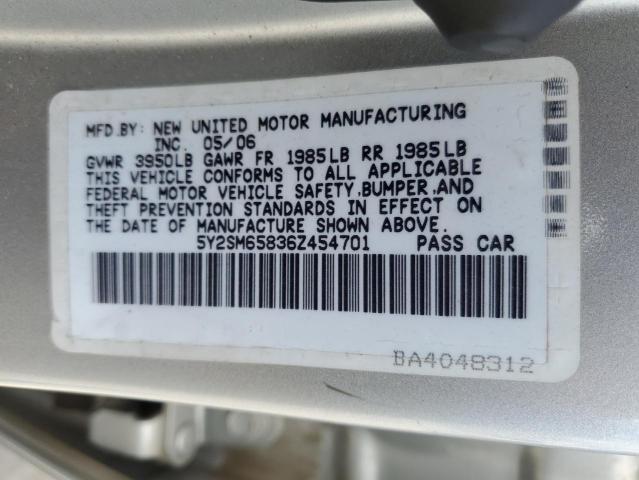 MFD.BY: NEW UNITED MOTOR MANUFACTURING
INC. 05/06
GVWR 3950LB GAWR FR 1985LB RR 1985LB
THIS VEHICLE CONFORMS TO ALL APPLICABLE
FEDERAL MOTOR VEHICLE SAFETY,BUMPER,AND
THEFT PREVENTION STANDARDS IN EFFECT ON
THE DATE OF MANUFACTURE SHOWN ABOVE.
5Y2SM65836Z454701 PASS CAR
BA4048312